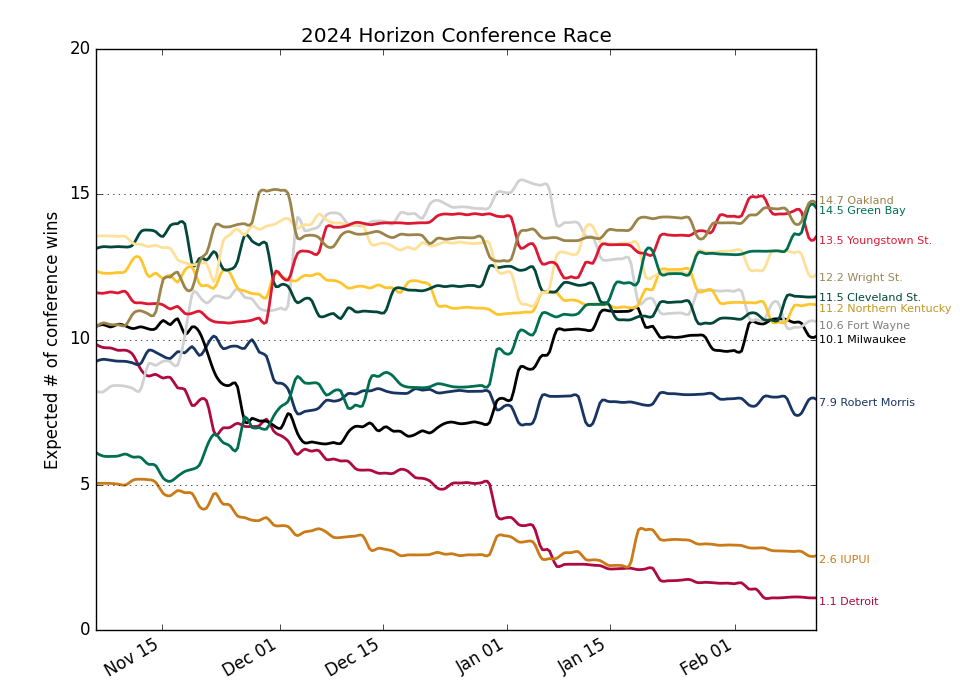 2024 Horizon Conference Race
Expected # of conference wins
20
15
10
5
0
Nov 15
Dec 01
Dec 15
Jan 01
Jan 15
Feb 01
14.7 Oakland
14.5 Green Bay
13.5 Youngstown St.
12.2 Wright St.
11.5 Cleveland St.
11.2 Northern Kentucky
10.6 Fort Wayne
10.1 Milwaukee
7.9 Robert Morris
2.6 IUPUI
1.1 Detroit